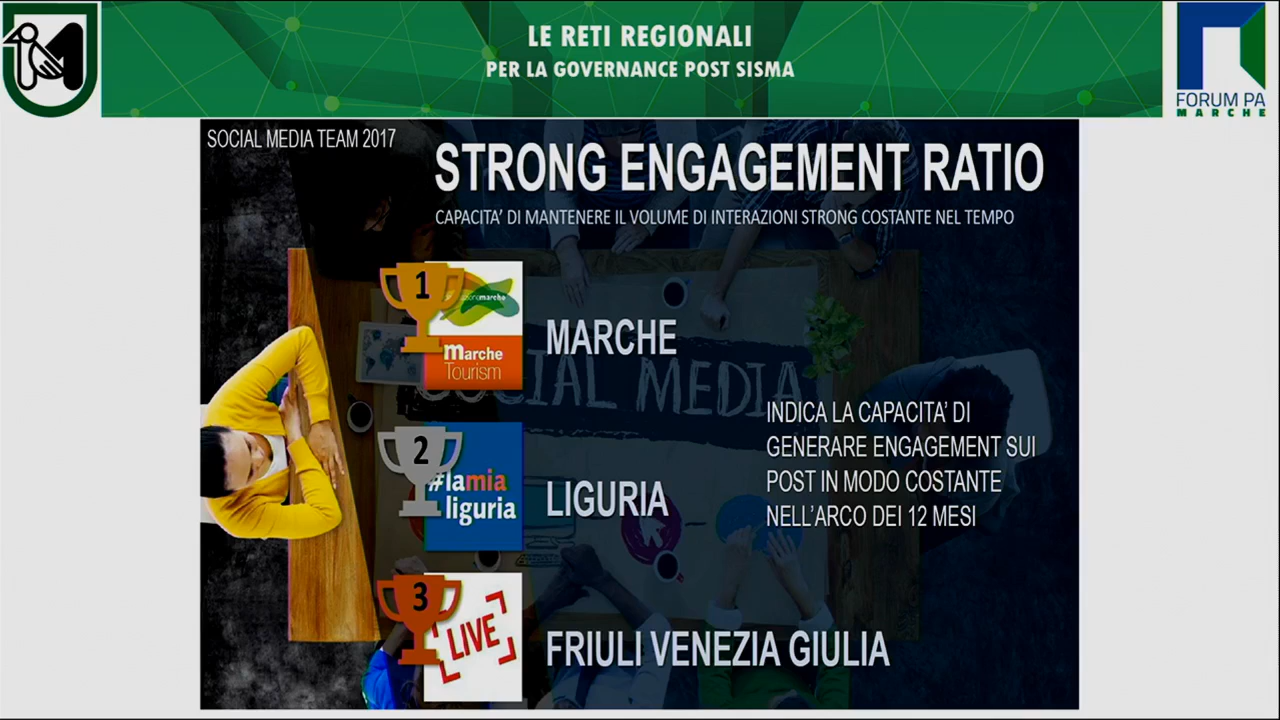 LE RETI REGIONALI
PER LA GOVERNANCE POST SISMA
FORUM PA
MARCHE
SOCIAL MEDIA TEAM 2017
STRONG ENGAGEMENT RATIO
CAPACITA' DI MANTENERE IL VOLUME DI INTERAZIONI STRONG COSTANTE NEL TEMPO
1
marche
Tourism
MARCHE
SOCIAL MEDIA
INDICA LA CAPACITA' DI
GENERARE ENGAGEMENT SUI
POST IN MODO COSTANTE
NELL'ARCO DEI 12 MESI
2
#lamia
liguria
LIGURIA
3
LIVE
FRIULI VENEZIA GIULIA